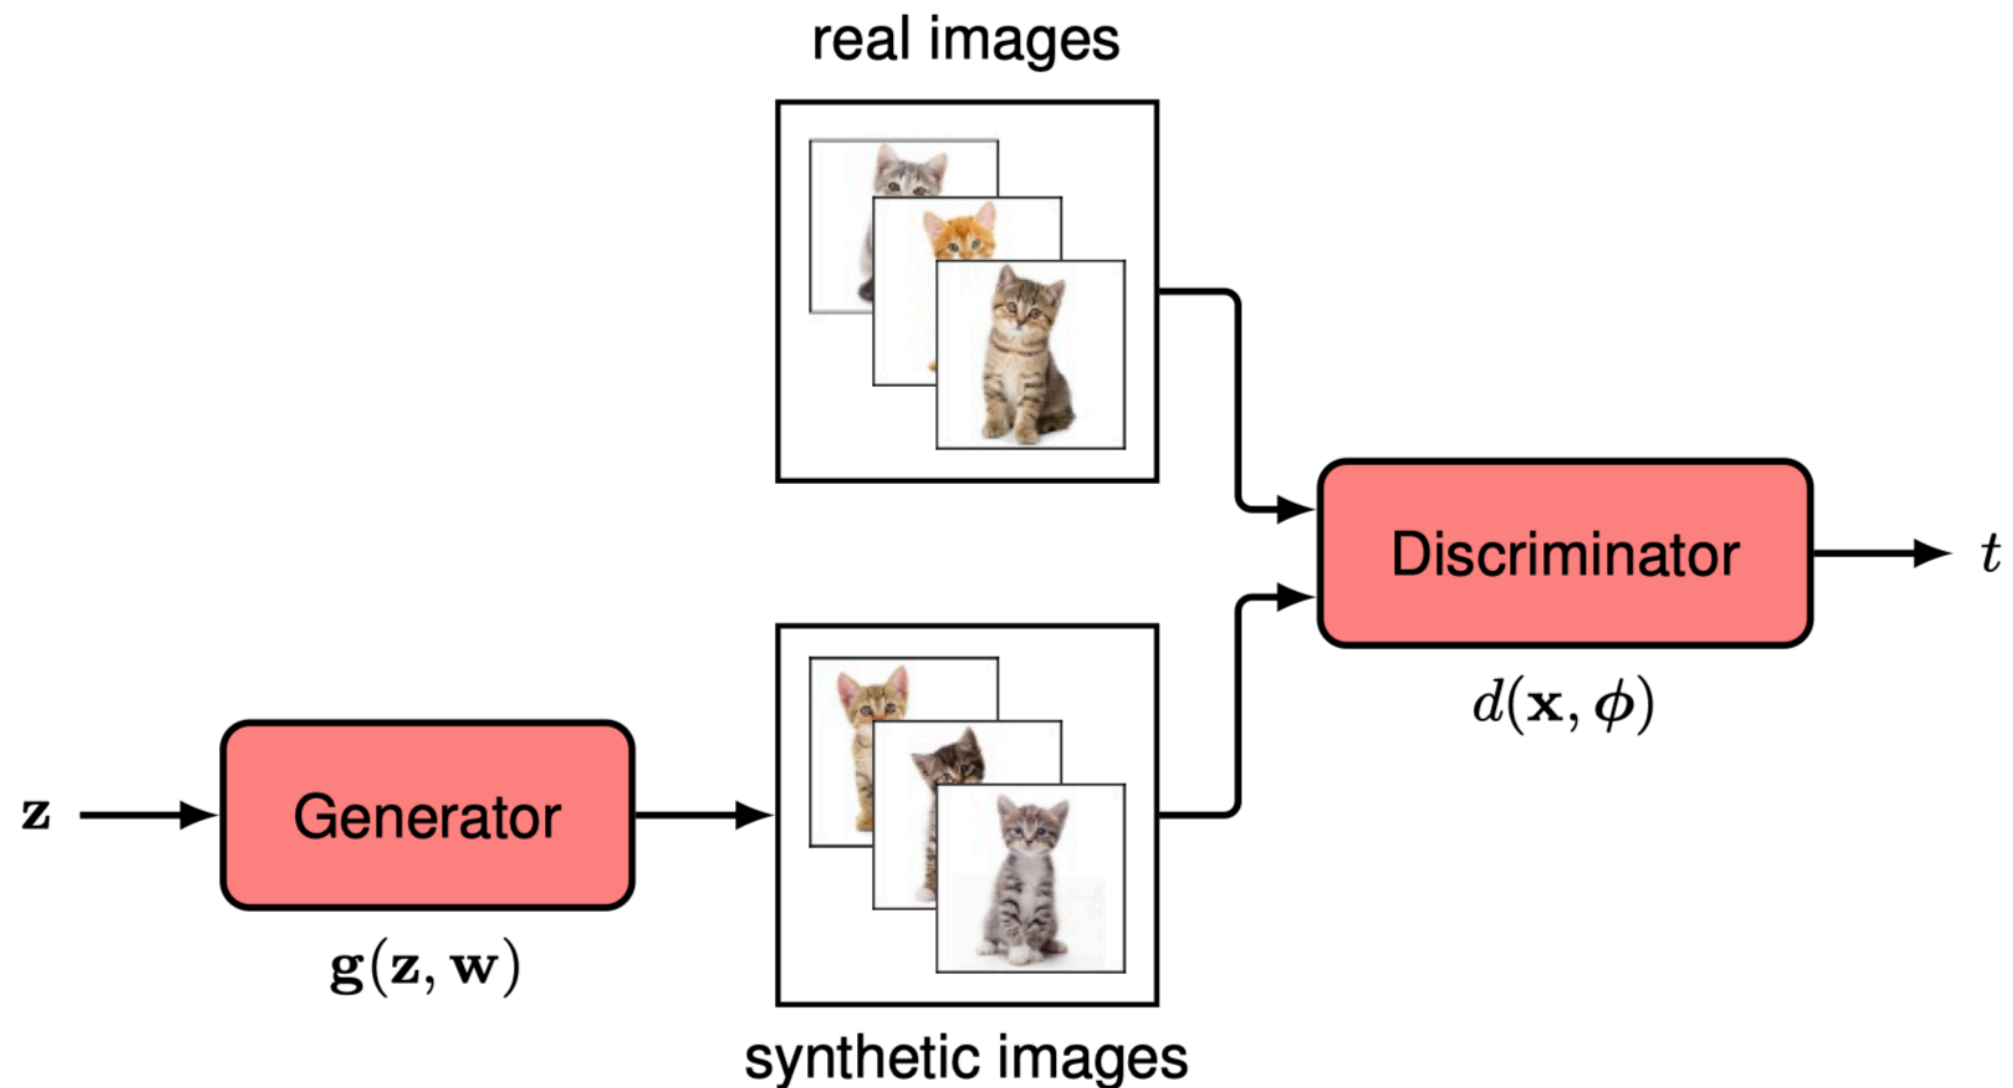 real images
Discriminator
t
d(x, ϕ)
z
Generator
g(z, w)
synthetic images